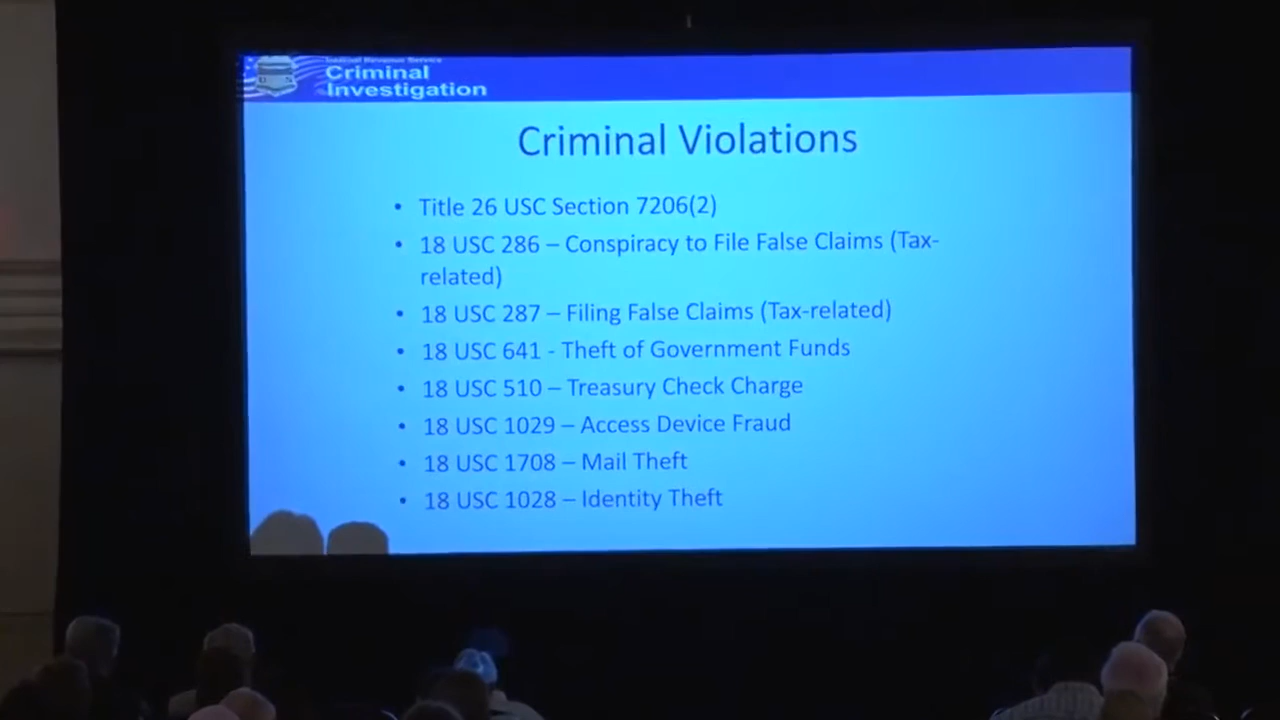 Internal Revenue Service
Criminal
Investigation
Criminal Violations
• Title 26 USC Section 7206(2)
• 18 USC 286 – Conspiracy to File False Claims (Tax-
related)
• 18 USC 287 – Filing False Claims (Tax-related)
• 18 USC 641 - Theft of Government Funds
• 18 USC 510 – Treasury Check Charge
• 18 USC 1029 – Access Device Fraud
• 18 USC 1708 – Mail Theft
• 18 USC 1028 – Identity Theft